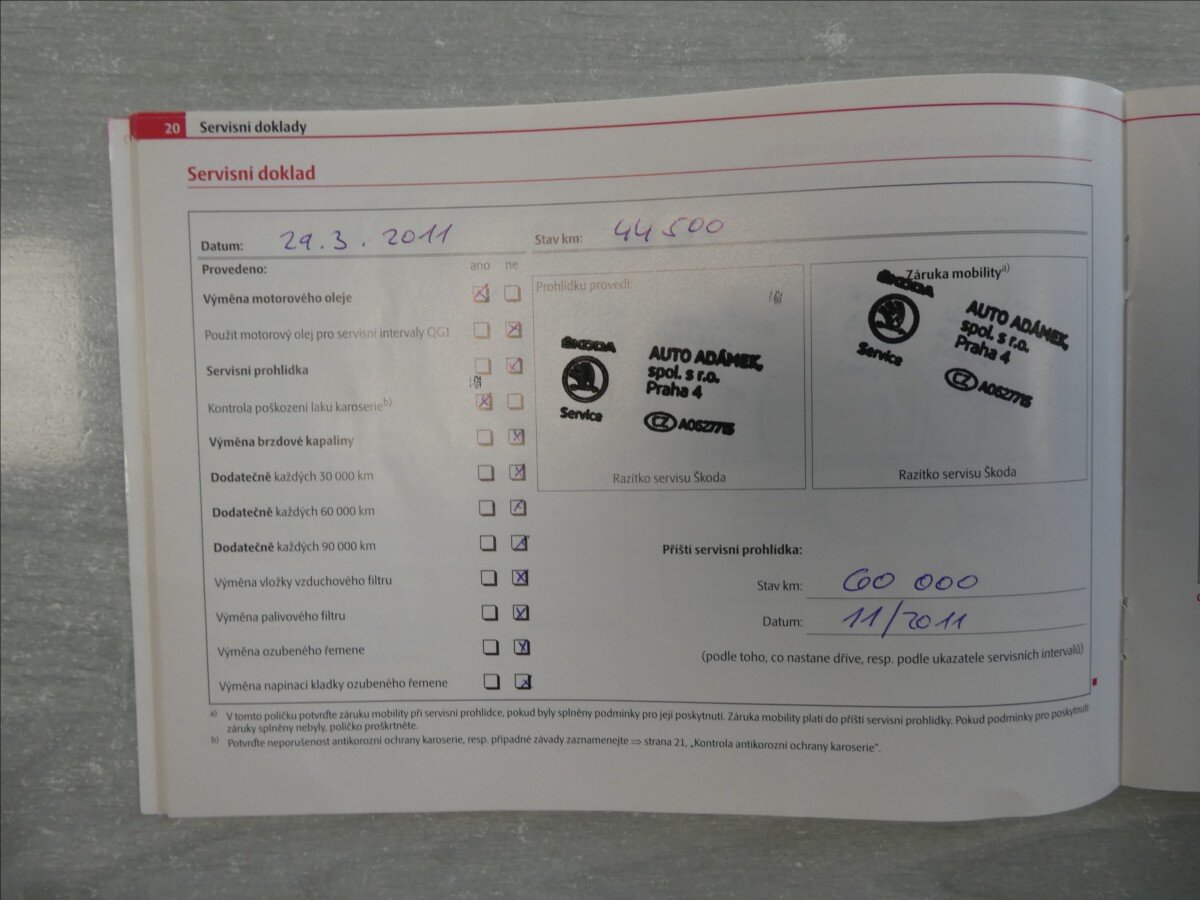 20 Servisní doklady
Servisní doklad
Datum: 29.3.2011 Stav km: 44 500
Provedeno: ano ne
Výměna motorového oleje
Použit motorový olej pro servisní intervaly QG1
Servisní prohlídka
Kontrola poškození laku karoserie b)
Výměna brzdové kapaliny
Dodatečně každých 30 000 km
Dodatečně každých 60 000 km
Dodatečně každých 90 000 km
Výměna vložky vzduchového filtru
Výměna palivového filtru
Výměna ozubeného řemene
Výměna napínací kladky ozubeného řemene
Prohlídku provedl:
ŠKODA
Service
AUTO ADÁMEK,
spol. s r.o.
Praha 4
CZ A0627715
Razítko servisu Škoda
Záruka mobility a)
ŠKODA
Service
AUTO ADÁMEK,
spol. s r.o.
Praha 4
CZ A0627715
Razítko servisu Škoda
Příští servisní prohlídka:
Stav km: 60 000
Datum: 11/2011
(podle toho, co nastane dříve, resp. podle ukazatele servisních intervalů)
a) V tomto políčku potvrďte záruku mobility při servisní prohlídce, pokud byly splněny podmínky pro její poskytnutí. Záruka mobility platí do příští servisní prohlídky. Pokud podmínky pro poskytnutí
záruky splněny nebyly, políčko proškrtněte.
b) Potvrďte neporušenost antikorozní ochrany karoserie, resp. případné závady zaznamenejte ⇒ strana 21, „Kontrola antikorozní ochrany karoserie“.